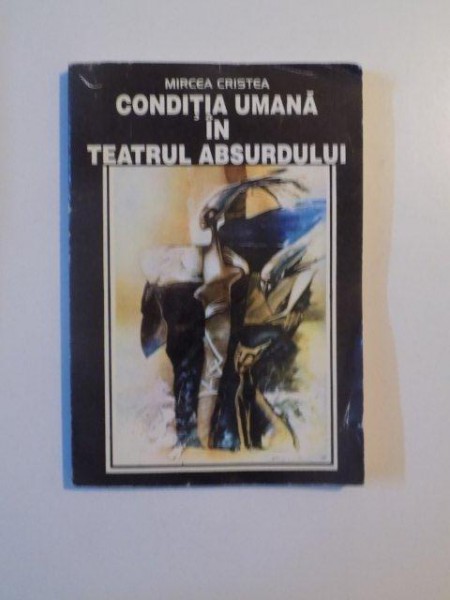 MIRCEA CRISTEA
CONDIȚIA UMANĂ
ÎN
TEATRUL ABSURDULUI